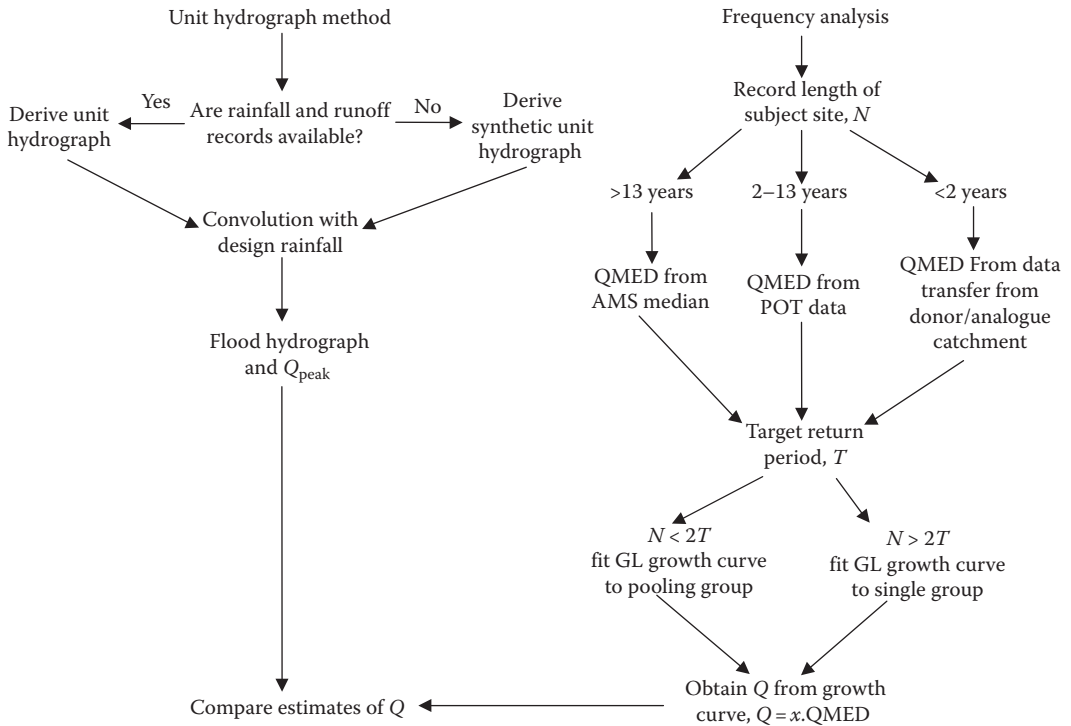 Unit hydrograph method
Yes
Are rainfall and runoff
records available?
No
Derive unit
hydrograph
Derive
synthetic unit
hydrograph
Convolution with
design rainfall
Flood hydrograph
and Qpeak
Compare estimates of Q
Frequency analysis
Record length of
subject site, N
>13 years
2–13 years
<2 years
QMED from
AMS median
QMED from
POT data
QMED From data
transfer from
donor/analogue
catchment
Target return
period, T
N < 2T
fit GL growth curve
to pooling group
N > 2T
fit GL growth curve
to single group
Obtain Q from growth
curve, Q = x.QMED